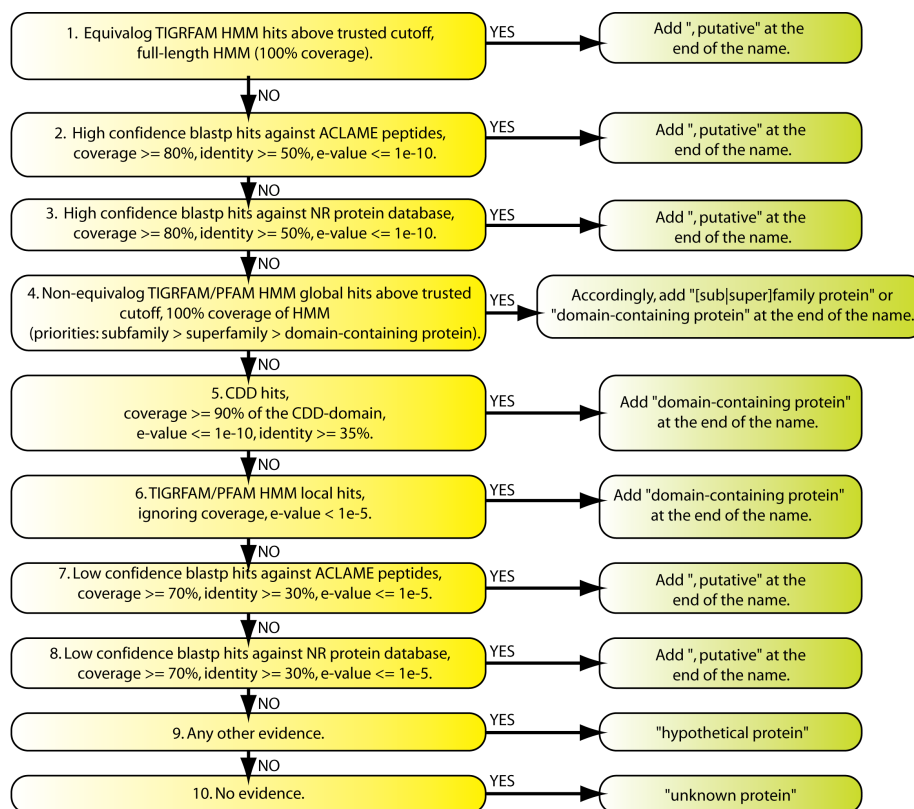 1. Equivalog TIGRFAM HMM hits above trusted cutoff,
full-length HMM (100% coverage).
YES
Add ", putative" at the
end of the name.
NO
2. High confidence blastp hits against ACLAME peptides,
coverage >= 80%, identity >= 50%, e-value <= 1e-10.
YES
Add ", putative" at the
end of the name.
NO
3. High confidence blastp hits against NR protein database,
coverage >= 80%, identity >= 50%, e-value <= 1e-10.
YES
Add ", putative" at the
end of the name.
NO
4. Non-equivalog TIGRFAM/PFAM HMM global hits above trusted
cutoff, 100% coverage of HMM
(priorities: subfamily > superfamily > domain-containing protein).
YES
Accordingly, add "[sub|super]family protein" or
"domain-containing protein" at the end of the name.
NO
5. CDD hits,
coverage >= 90% of the CDD-domain,
e-value <= 1e-10, identity >= 35%.
YES
Add "domain-containing protein"
at the end of the name.
NO
6. TIGRFAM/PFAM HMM local hits,
ignoring coverage, e-value < 1e-5.
YES
Add "domain-containing protein"
at the end of the name.
NO
7. Low confidence blastp hits against ACLAME peptides,
coverage >= 70%, identity >= 30%, e-value <= 1e-5.
YES
Add ", putative" at the
end of the name.
NO
8. Low confidence blastp hits against NR protein database,
coverage >= 70%, identity >= 30%, e-value <= 1e-5.
YES
Add ", putative" at the
end of the name.
NO
9. Any other evidence.
YES
"hypothetical protein"
NO
10. No evidence.
YES
"unknown protein"